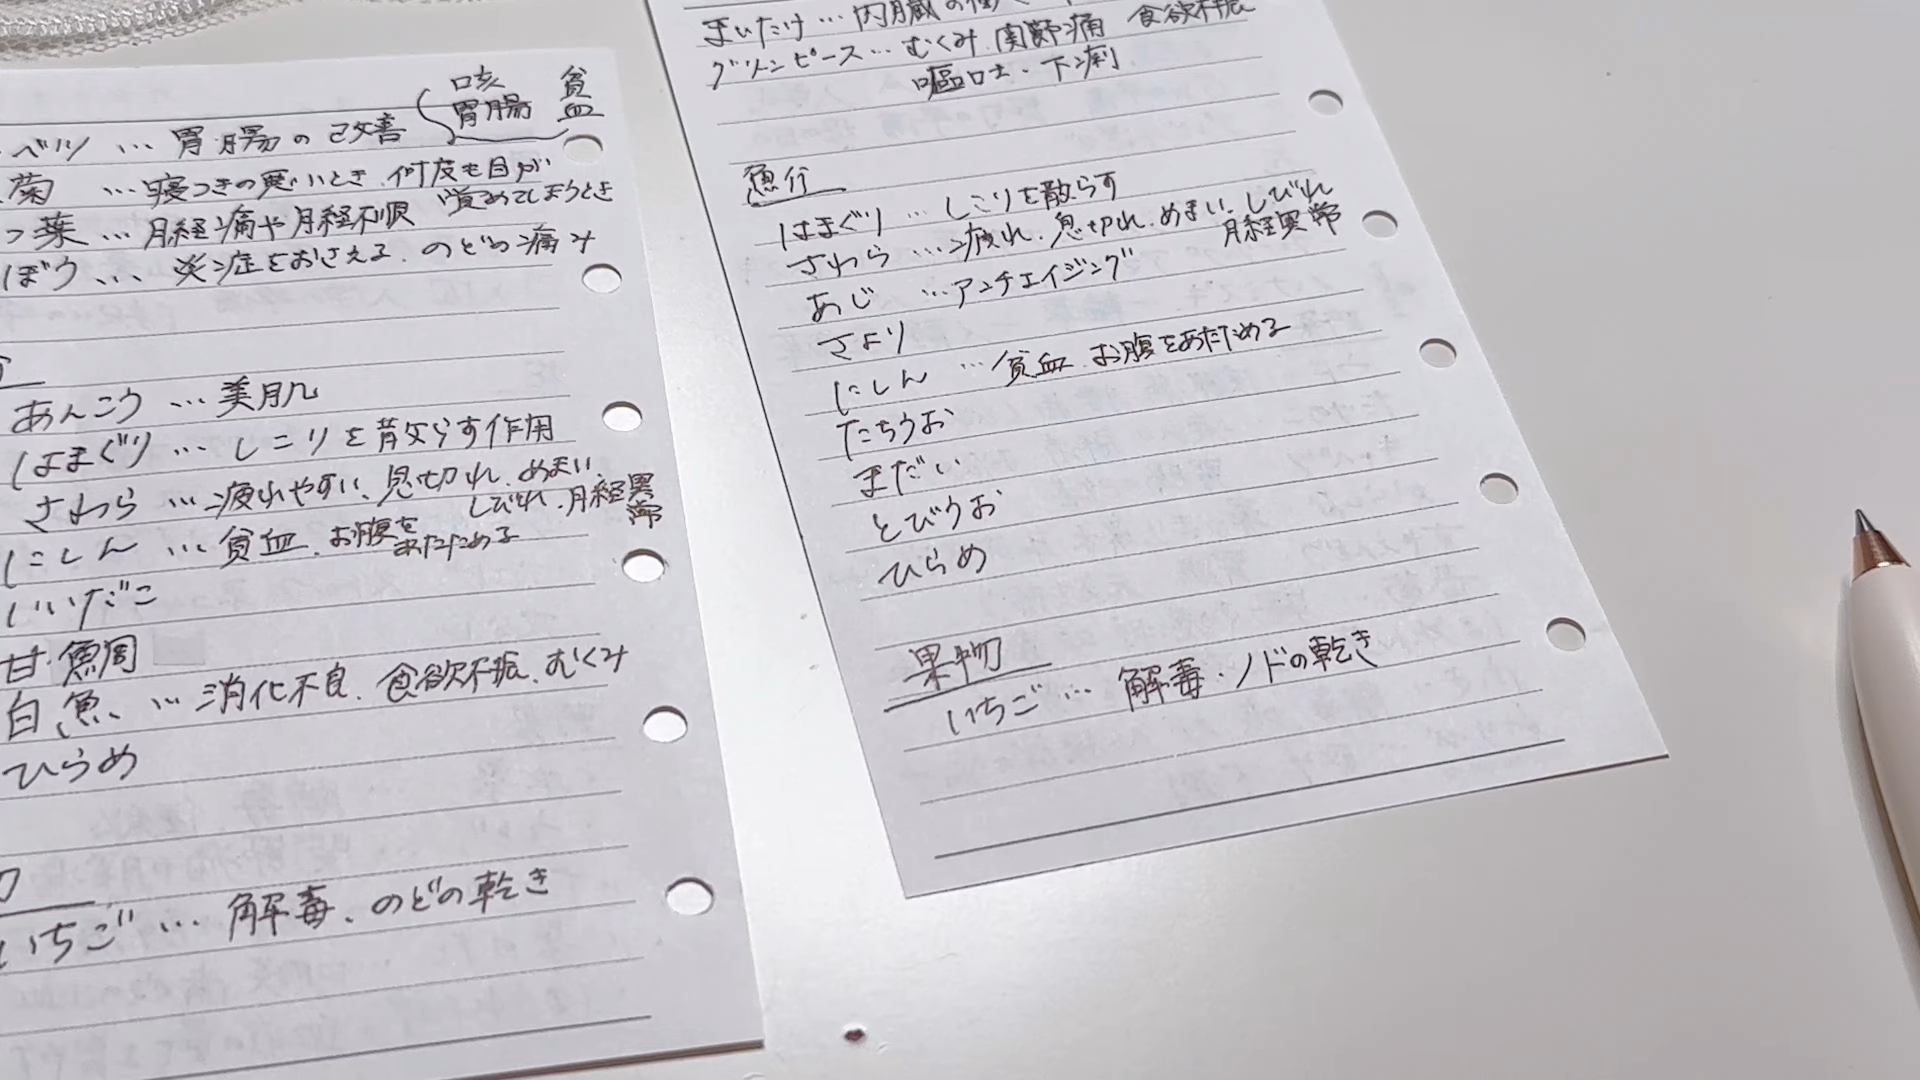 咳
胃腸
貧血
ベツ … 胃腸の改善
菊 … 寝つきの悪いとき、何度も目が
覚めてしまうとき
葉 … 月経痛や月経不順
ぼう … 炎症をおさえる、のどの痛み
あんこう … 美肌
はまぐり … しこりを散らす作用
さわら … 疲れやすい、息切れ、めまい、
しびれ、月経異常
にしん … 貧血、お腹を
あたためる
いいだこ
甘鯛
白魚 … 消化不良、食欲不振、むくみ
ひらめ
いちご … 解毒、のどの乾き
まいたけ … 内臓の働き
グリンピース … むくみ、関節痛 食欲不振
嘔吐・下痢
魚介
はまぐり … しこりを散らす
さわら … 疲れ、息切れ、めまい、しびれ
月経異常
あじ … アンチエイジング
さより
にしん … 貧血、お腹をあたためる
たちうお
まだい
とびうお
ひらめ
果物
いちご … 解毒・ノドの乾き